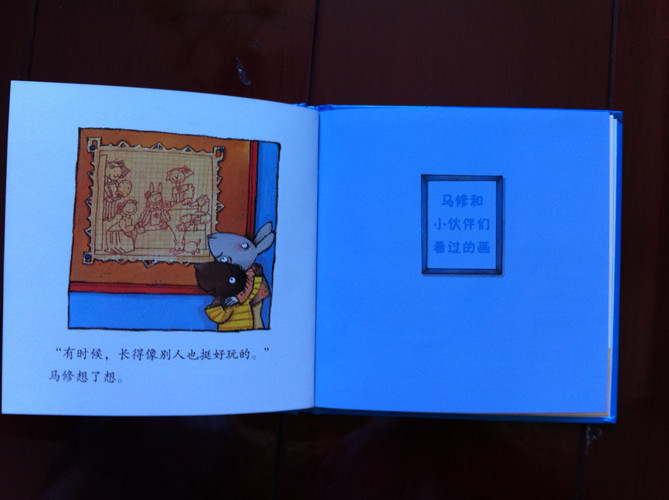 “有时候，长得像别人也挺好玩的。”
马修想了想。
马修和
小伙伴们
看过的画